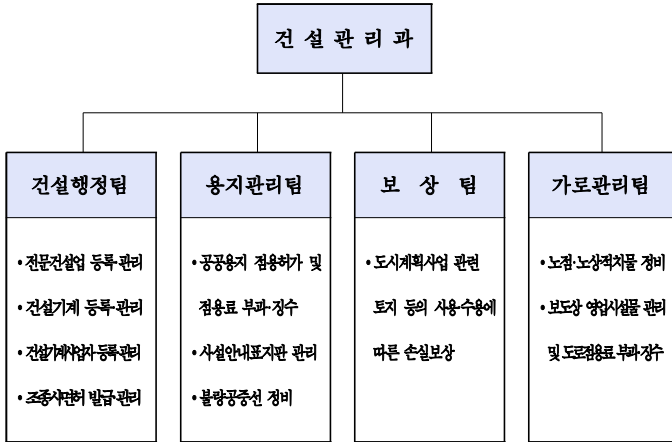 건 설 관 리 과
건설행정팀
• 전문건설업 등록·관리
• 건설기계 등록·관리
• 건설기계사업자 등록·관리
• 조종사면허 발급·관리
용지관리팀
• 공공용지 점용허가 및
점용료 부과·징수
• 사설안내표지판 관리
• 불량공중선 정비
보 상 팀
• 도시계획사업 관련
토지 등의 사용·수용에
따른 손실보상
가로관리팀
• 노점·노상적치물 정비
• 보도상 영업시설물 관리
및 도로점용료 부과·징수